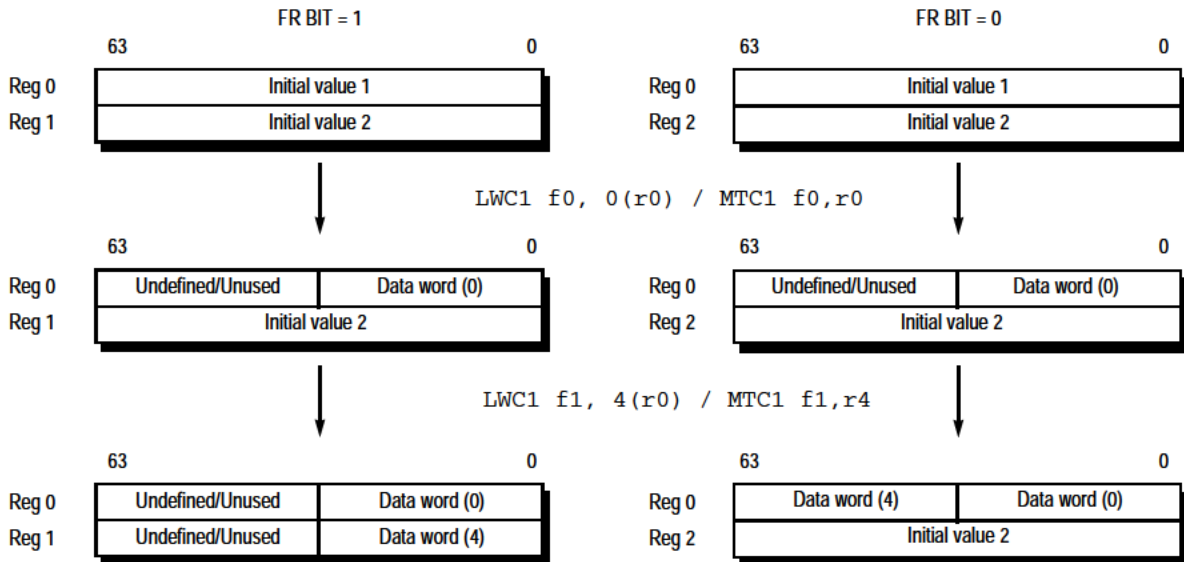 FR BIT = 1 FR BIT = 0
63 0 63 0
Reg 0 Initial value 1 Reg 0 Initial value 1
Reg 1 Initial value 2 Reg 2 Initial value 2
LWC1 f0, 0(r0) / MTC1 f0,r0
63 0 63 0
Reg 0 Undefined/Unused Data word (0) Reg 0 Undefined/Unused Data word (0)
Reg 1 Initial value 2 Reg 2 Initial value 2
LWC1 f1, 4(r0) / MTC1 f1,r4
63 0 63 0
Reg 0 Undefined/Unused Data word (0) Reg 0 Data word (4) Data word (0)
Reg 1 Undefined/Unused Data word (4) Reg 2 Initial value 2